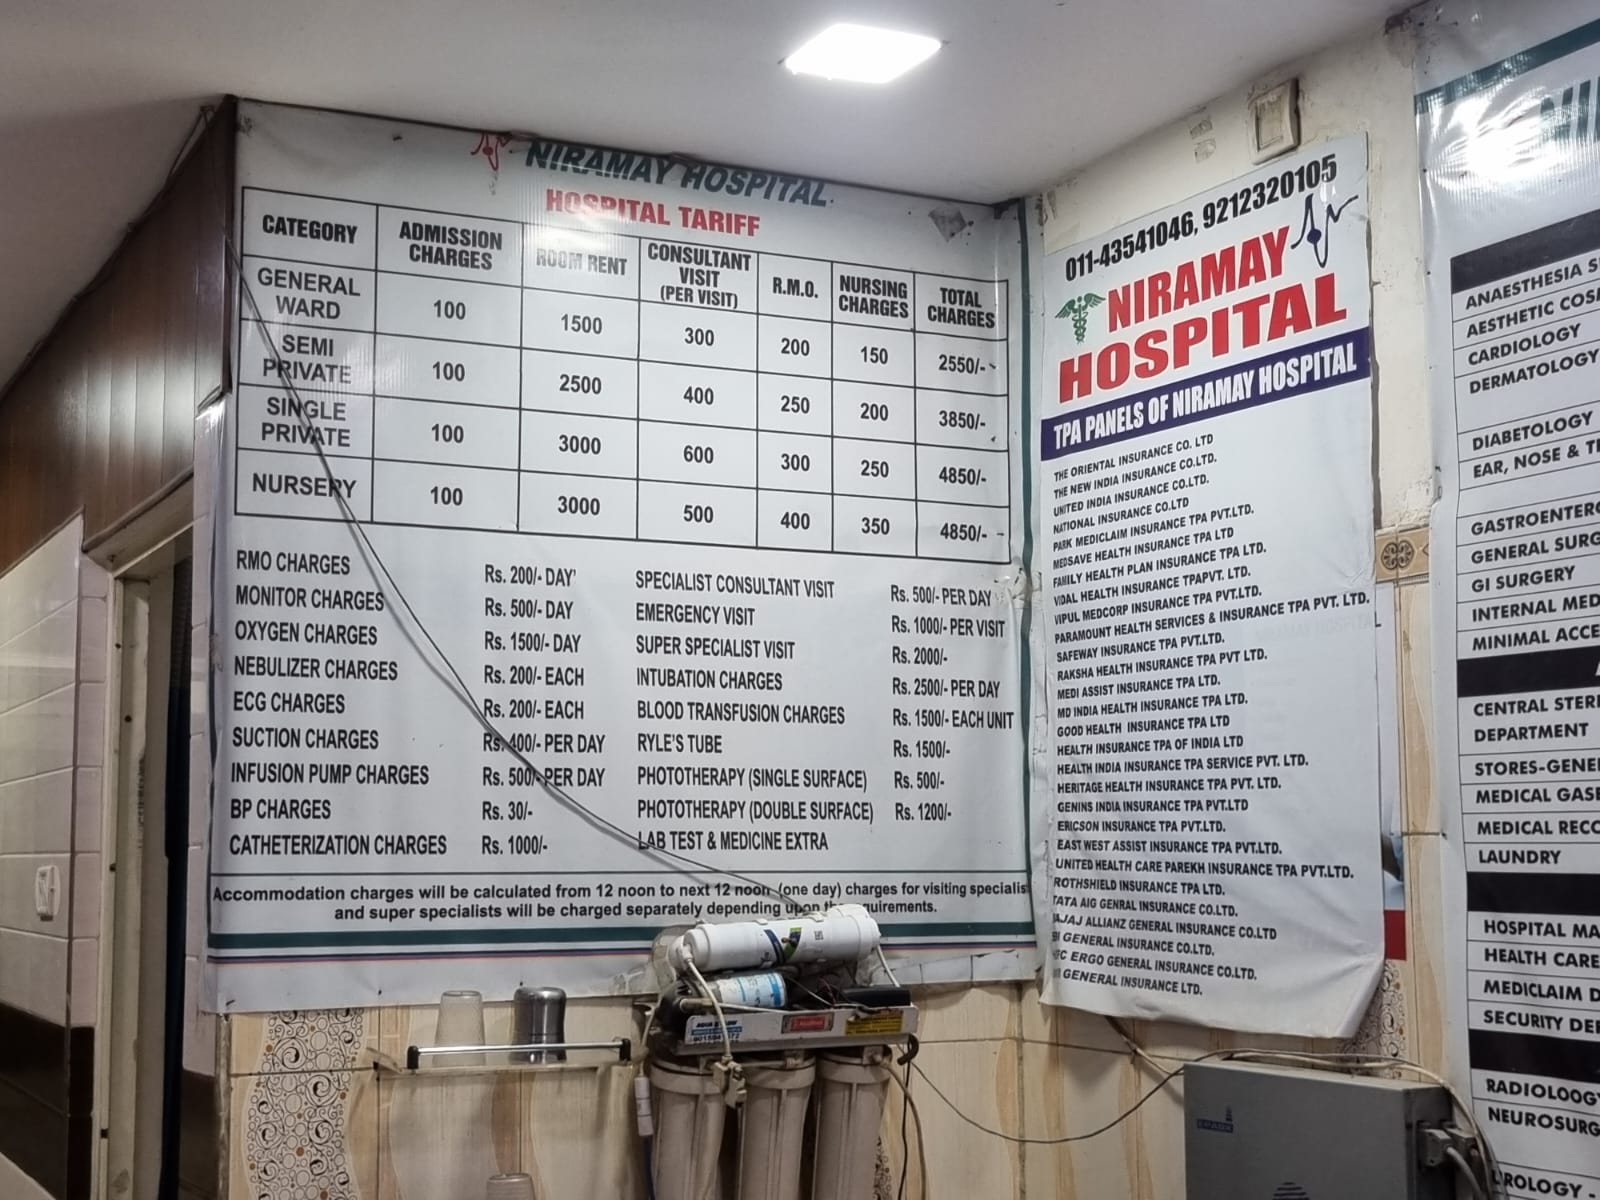 NIRAMAY HOSPITAL
HOSPITAL TARIFF
CATEGORY ADMISSION CHARGES ROOM RENT CONSULTANT VISIT (PER VISIT) R.M.O. NURSING CHARGES TOTAL CHARGES
GENERAL WARD 100 1500 300 200 150 2550/-
SEMI PRIVATE 100 2500 400 250 200 3850/-
SINGLE PRIVATE 100 3000 600 300 250 4850/-
NURSERY 100 3000 500 400 350 4850/-
RMO CHARGES Rs. 200/- DAY
MONITOR CHARGES Rs. 500/- DAY
OXYGEN CHARGES Rs. 1500/- DAY
NEBULIZER CHARGES Rs. 200/- EACH
ECG CHARGES Rs. 200/- EACH
SUCTION CHARGES Rs. 400/- PER DAY
INFUSION PUMP CHARGES Rs. 500/- PER DAY
BP CHARGES Rs. 30/-
CATHETERIZATION CHARGES Rs. 1000/-
SPECIALIST CONSULTANT VISIT Rs. 500/- PER DAY
EMERGENCY VISIT Rs. 1000/- PER VISIT
SUPER SPECIALIST VISIT Rs. 2000/-
INTUBATION CHARGES Rs. 2500/- PER DAY
BLOOD TRANSFUSION CHARGES Rs. 1500/- EACH UNIT
RYLE'S TUBE Rs. 1500/-
PHOTOTHERAPY (SINGLE SURFACE) Rs. 500/-
PHOTOTHERAPY (DOUBLE SURFACE) Rs. 1200/-
LAB TEST & MEDICINE EXTRA
Accommodation charges will be calculated from 12 noon to next 12 noon (one day) charges for visiting specialis
and super specialists will be charged separately depending upon
011-43541046, 9212320105
NIRAMAY
HOSPITAL
TPA PANELS OF NIRAMAY HOSPITAL
THE ORIENTAL INSURANCE CO. LTD
THE NEW INDIA INSURANCE CO.LTD.
UNITED INDIA INSURANCE CO.LTD.
NATIONAL INSURANCE CO.LTD
PARK MEDICLAIM INSURANCE TPA PVT.LTD.
MEDSAVE HEALTH INSURANCE TPA LTD
FAMILY HEALTH PLAN INSURANCE TPA LTD.
VIDAL HEALTH INSURANCE TPAPVT. LTD.
VIPUL MEDCORP INSURANCE TPA PVT.LTD.
PARAMOUNT HEALTH SERVICES & INSURANCE TPA PVT. LTD.
SAFEWAY INSURANCE TPA PVT.LTD.
RAKSHA HEALTH INSURANCE TPA PVT LTD.
MEDI ASSIST INSURANCE TPA LTD.
MD INDIA HEALTH INSURANCE TPA LTD.
GOOD HEALTH INSURANCE TPA LTD
HEALTH INSURANCE TPA OF INDIA LTD
HEALTH INDIA INSURANCE TPA SERVICE PVT. LTD.
HERITAGE HEALTH INSURANCE TPA PVT. LTD.
GENINS INDIA INSURANCE TPA PVT.LTD
ERICSON INSURANCE TPA PVT.LTD.
EAST WEST ASSIST INSURANCE TPA PVT.LTD.
UNITED HEALTH CARE PAREKH INSURANCE TPA PVT.LTD.
ROTHSHIELD INSURANCE TPA LTD.
TATA AIG GENRAL INSURANCE CO.LTD.
AJAJ ALLIANZ GENERAL INSURANCE CO.LTD
GENERAL INSURANCE CO.LTD.
FC ERGO GENERAL INSURANCE CO.LTD.
GENERAL INSURANCE LTD.
ANAESTHESIA S
AESTHETIC COS
CARDIOLOGY
DERMATOLOGY
DIABETOLOGY
EAR, NOSE & T
GASTROENTER
GENERAL SURG
GI SURGERY
INTERNAL MED
MINIMAL ACCE
CENTRAL STERI
DEPARTMENT
STORES-GENE
MEDICAL GAS
MEDICAL RECO
LAUNDRY
HOSPITAL MA
HEALTH CARE
MEDICLAIM D
SECURITY DE
RADIOLOOG
NEUROSURG
UROLOGY -
EPABX